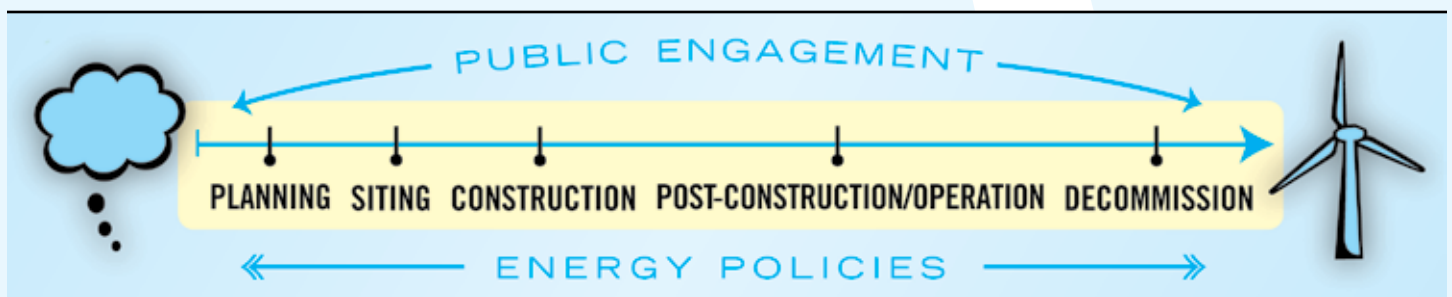 PUBLIC ENGAGEMENT
PLANNING SITING CONSTRUCTION POST-CONSTRUCTION/OPERATION DECOMMISSION
ENERGY POLICIES